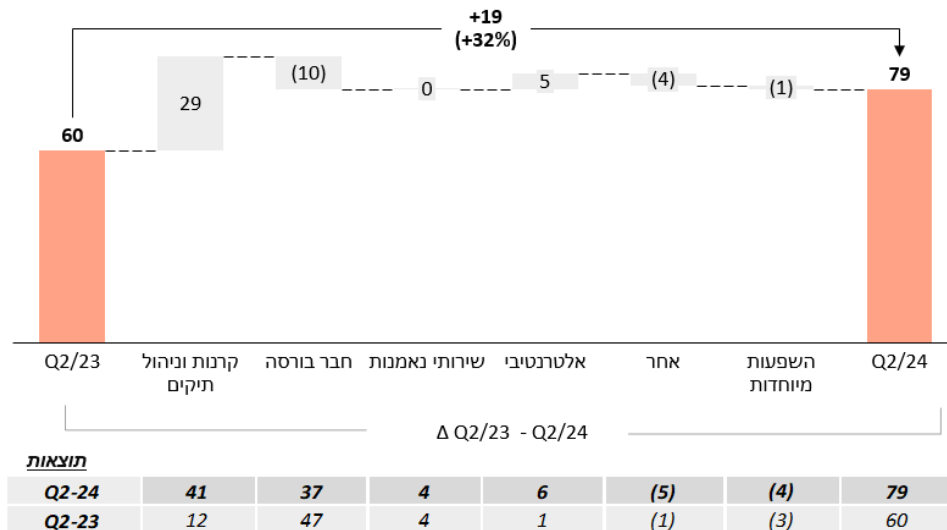 +19
(+32%)
60
29
(10)
0
5
(4)
(1)
79
Q2/23
קרנות וניהול
תיקים
חבר בורסה
שירותי נאמנות
אלטרנטיבי
אחר
השפעות
מיוחדות
Q2/24
Δ Q2/23 - Q2/24
תוצאות
Q2-24 41 37 4 6 (5) (4) 79
Q2-23 12 47 4 1 (1) (3) 60